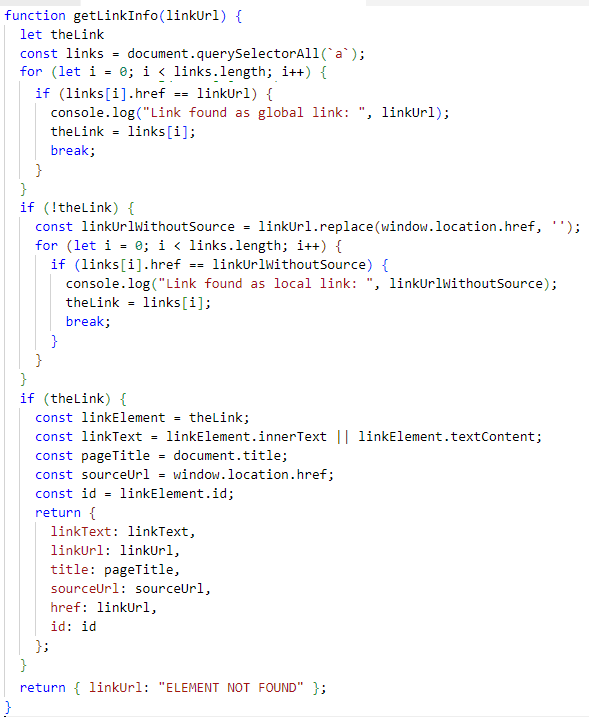 function getLinkInfo(linkUrl) {
  let theLink
  const links = document.querySelectorAll(`a`);
  for (let i = 0; i < links.length; i++) {
    if (links[i].href == linkUrl) {
      console.log("Link found as global link: ", linkUrl);
      theLink = links[i];
      break;
    }
  }
  if (!theLink) {
    const linkUrlWithoutSource = linkUrl.replace(window.location.href, '');
    for (let i = 0; i < links.length; i++) {
      if (links[i].href == linkUrlWithoutSource) {
        console.log("Link found as local link: ", linkUrlWithoutSource);
        theLink = links[i];
        break;
      }
    }
  }
  if (theLink) {
    const linkElement = theLink;
    const linkText = linkElement.innerText || linkElement.textContent;
    const pageTitle = document.title;
    const sourceUrl = window.location.href;
    const id = linkElement.id;
    return {
      linkText: linkText,
      linkUrl: linkUrl,
      title: pageTitle,
      sourceUrl: sourceUrl,
      href: linkUrl,
      id: id
    };
  }
  return { linkUrl: "ELEMENT NOT FOUND" };
}